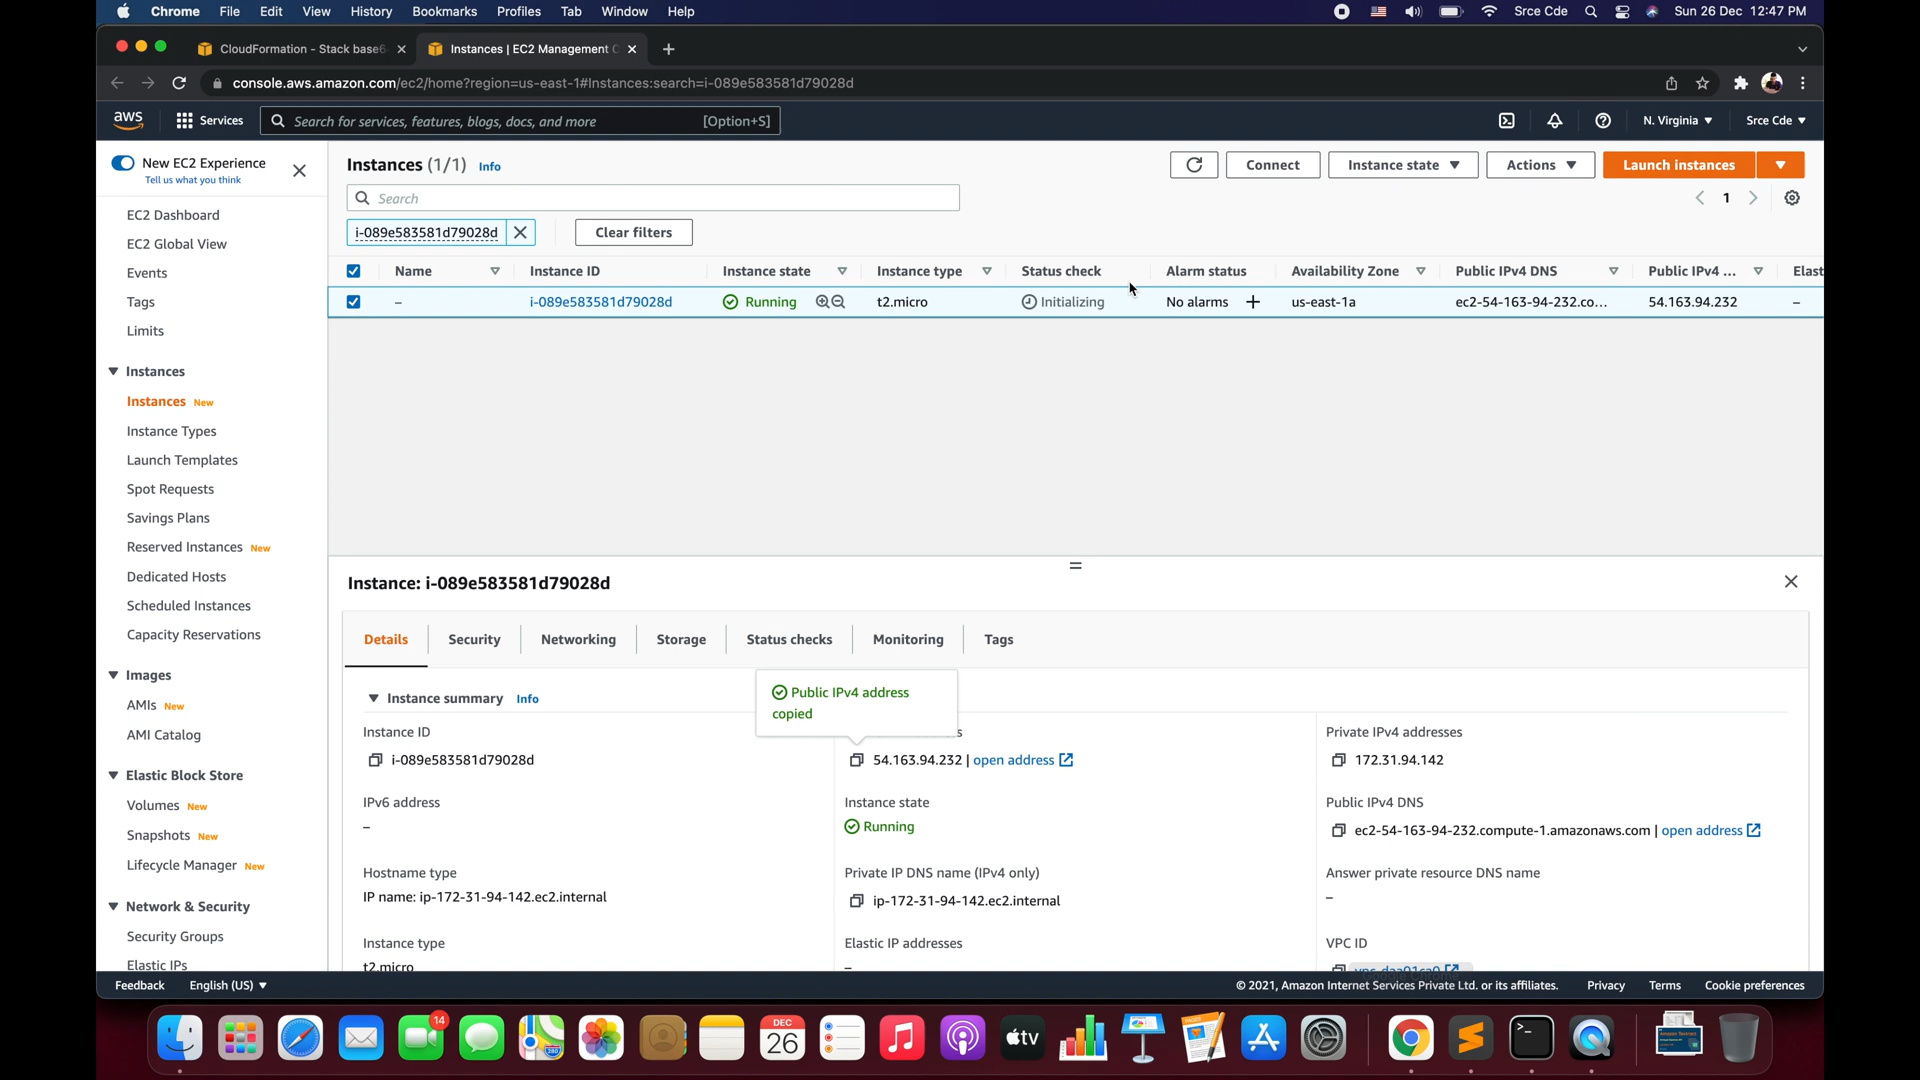 Chrome File Edit View History Bookmarks Profiles Tab Window Help Srce Cde Sun 26 Dec 12:47 PM
CloudFormation - Stack base6 Instances | EC2 Management C
console.aws.amazon.com/ec2/home?region=us-east-1#Instances:search=i-089e583581d79028d
aws Services Search for services, features, blogs, docs, and more [Option+S] N. Virginia Srce Cde
New EC2 Experience
Tell us what you think
EC2 Dashboard
EC2 Global View
Events
Tags
Limits
Instances
Instances New
Instance Types
Launch Templates
Spot Requests
Savings Plans
Reserved Instances New
Dedicated Hosts
Scheduled Instances
Capacity Reservations
Images
AMIs New
AMI Catalog
Elastic Block Store
Volumes New
Snapshots New
Lifecycle Manager New
Network & Security
Security Groups
Elastic IPs
Instances (1/1) Info Connect Instance state Actions Launch instances
Search 1
i-089e583581d79028d Clear filters
Name Instance ID Instance state Instance type Status check Alarm status Availability Zone Public IPv4 DNS Public IPv4 ... Elast
– i-089e583581d79028d Running t2.micro Initializing No alarms + us-east-1a ec2-54-163-94-232.co... 54.163.94.232 –
Instance: i-089e583581d79028d
Details Security Networking Storage Status checks Monitoring Tags
Public IPv4 address
copied
Instance summary Info
Instance ID
i-089e583581d79028d
54.163.94.232 | open address
Private IPv4 addresses
172.31.94.142
IPv6 address
–
Instance state
Running
Public IPv4 DNS
ec2-54-163-94-232.compute-1.amazonaws.com | open address
Hostname type
IP name: ip-172-31-94-142.ec2.internal
Private IP DNS name (IPv4 only)
ip-172-31-94-142.ec2.internal
Answer private resource DNS name
–
Instance type
t2.micro
Elastic IP addresses
–
VPC ID
Feedback English (US) © 2021, Amazon Internet Services Private Ltd. or its affiliates. Privacy Terms Cookie preferences
14
DEC
26
tv